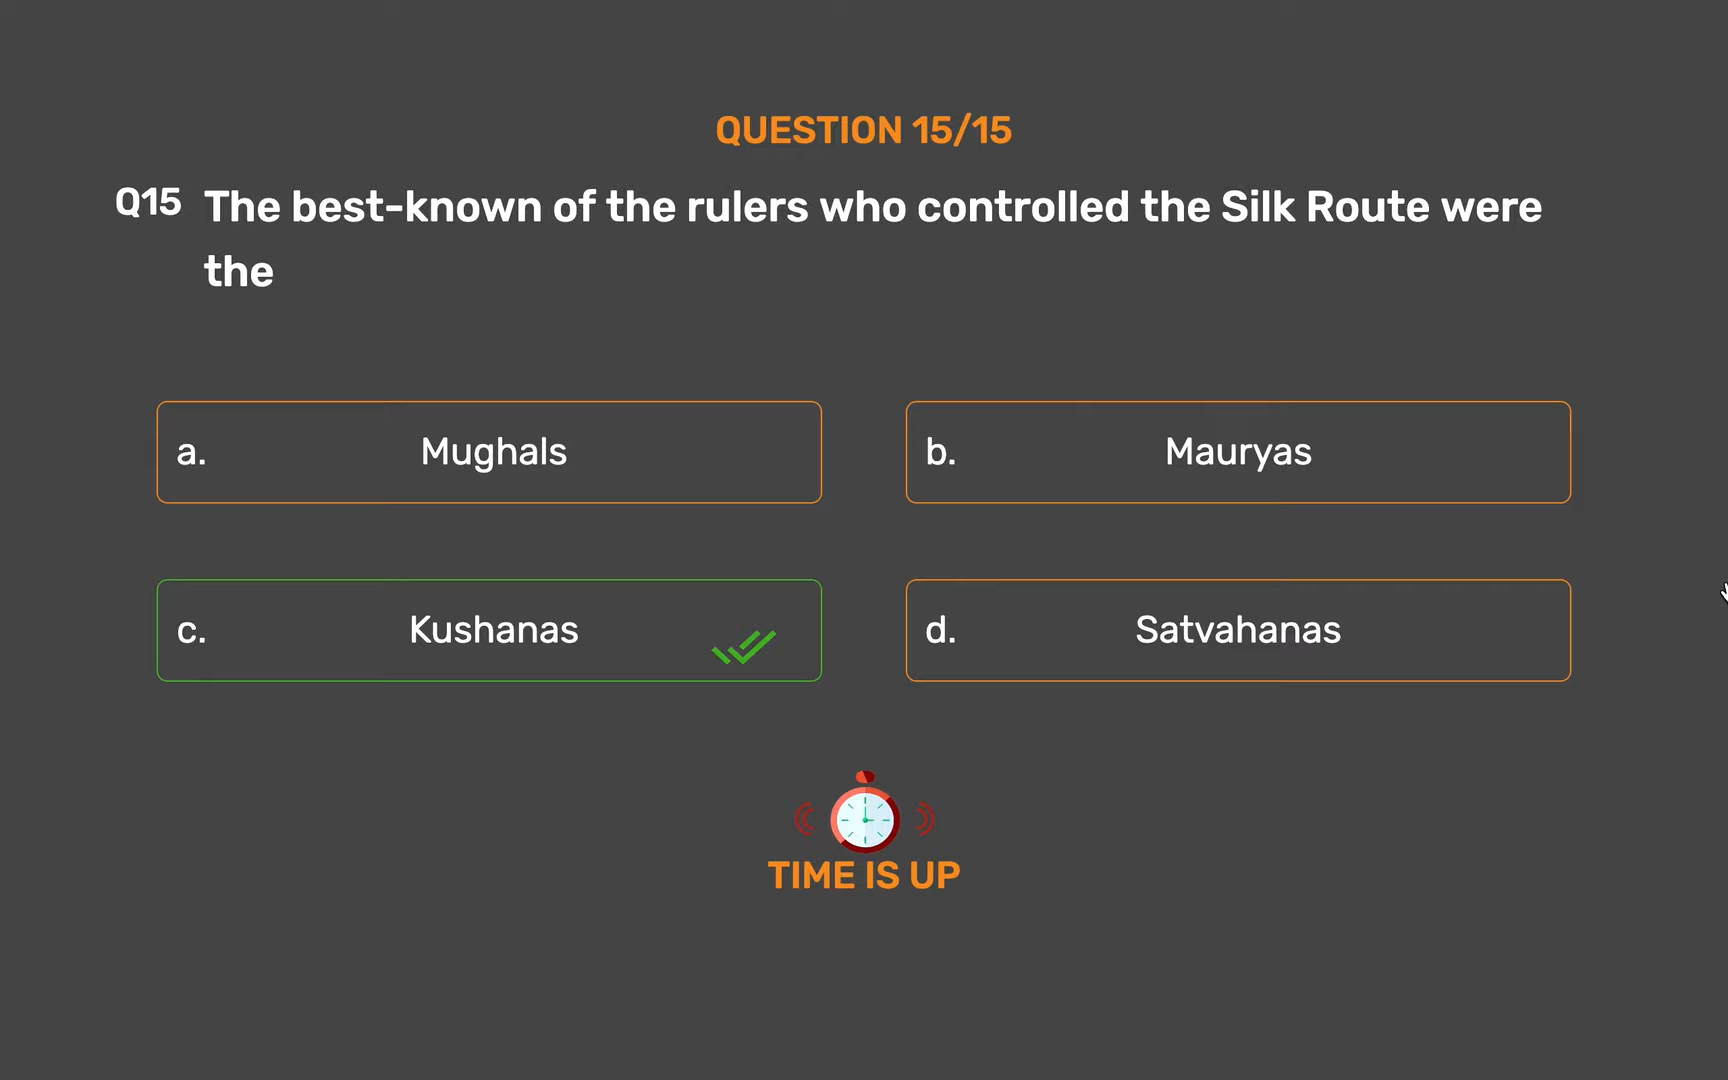 QUESTION 15/15
Q15 The best-known of the rulers who controlled the Silk Route were
the
a. Mughals
b. Mauryas
c. Kushanas
d. Satvahanas
TIME IS UP